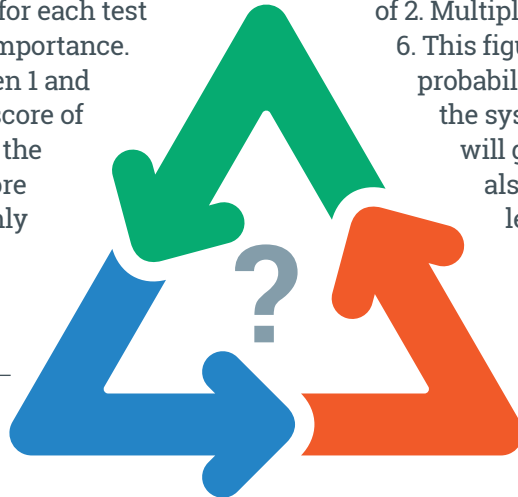 for each test
mportance.
en 1 and
score of
the
ore
nly
of 2. Multipl
6. This figu
probabil
the sys
will g
als
le
?